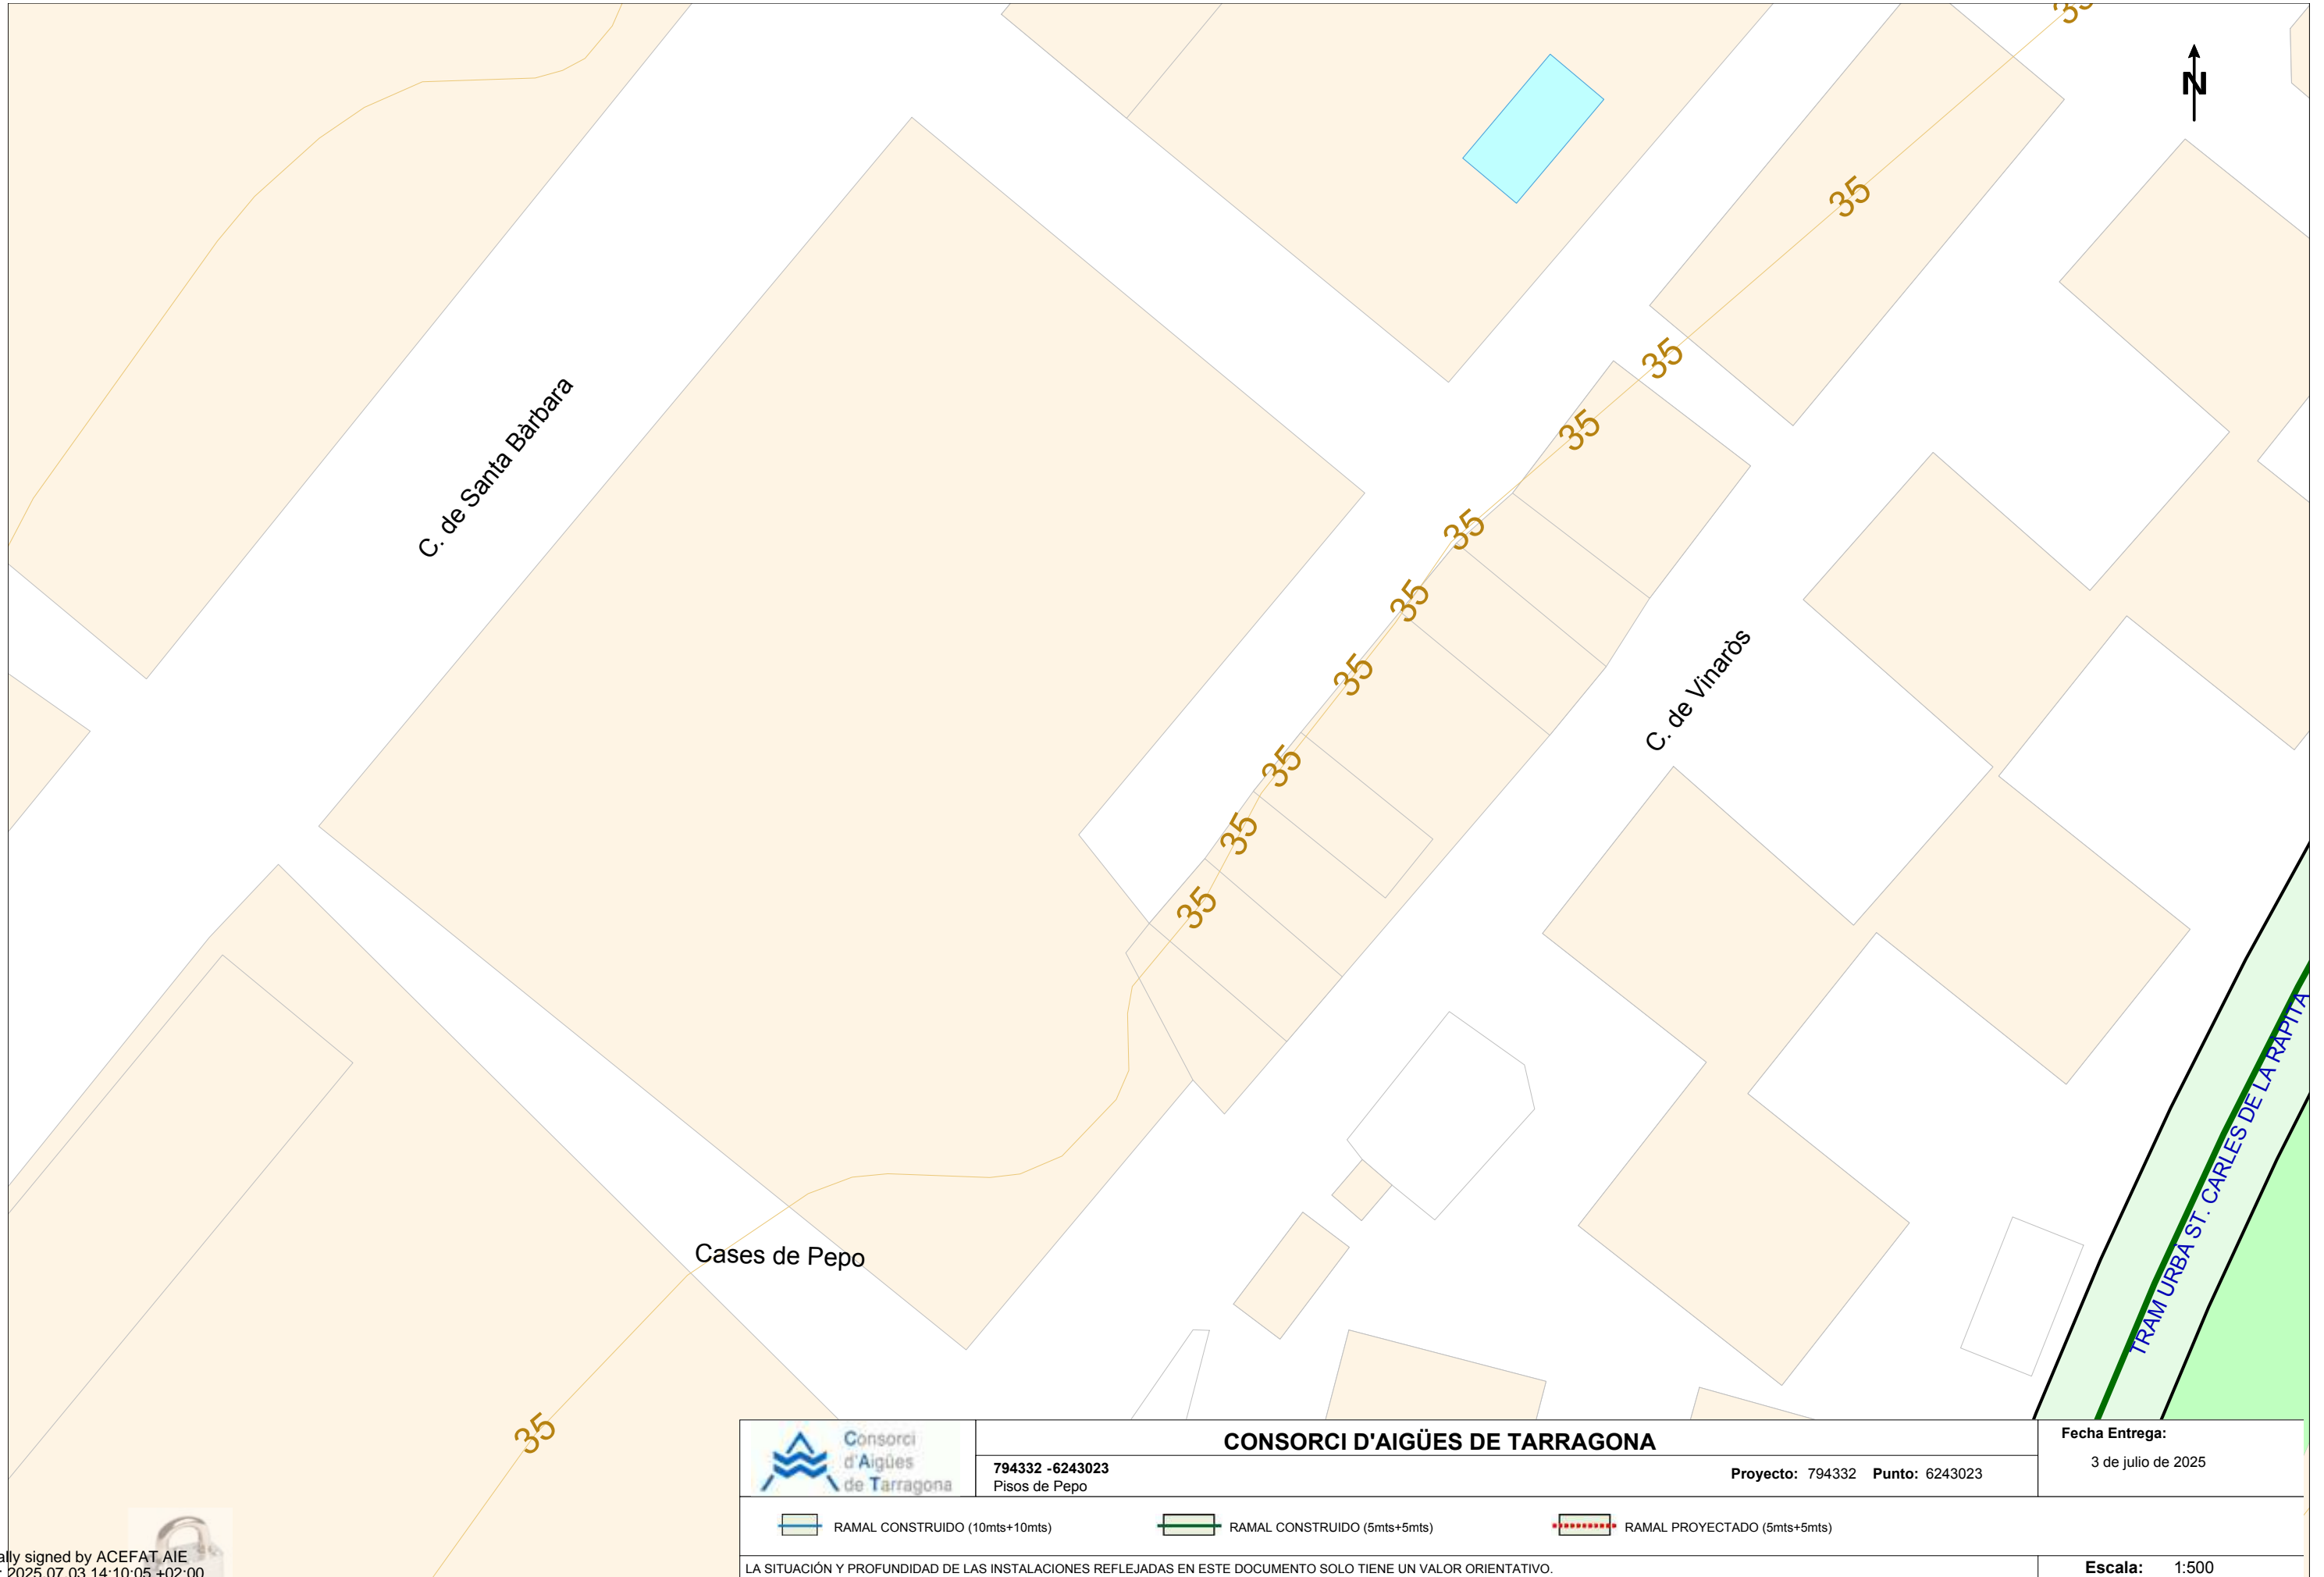 35
N
35
35
C. de Santa Bàrbara
35
35
35
C. de Vinaròs
35
35
35
35
TRAM URBÀ ST. CARLES DE LA RAPITA
Cases de Pepo
35
Consorci
d'Aigües
de Tarragona
CONSORCI D'AIGÜES DE TARRAGONA
794332 -6243023
Pisos de Pepo
Proyecto: 794332 Punto: 6243023
Fecha Entrega:
3 de julio de 2025
RAMAL CONSTRUIDO (10mts+10mts)
RAMAL CONSTRUIDO (5mts+5mts)
RAMAL PROYECTADO (5mts+5mts)
ally signed by ACEFAT AIE
: 2025.07.03 14:10:05 +02:00
LA SITUACIÓN Y PROFUNDIDAD DE LAS INSTALACIONES REFLEJADAS EN ESTE DOCUMENTO SOLO TIENE UN VALOR ORIENTATIVO.
Escala: 1:500